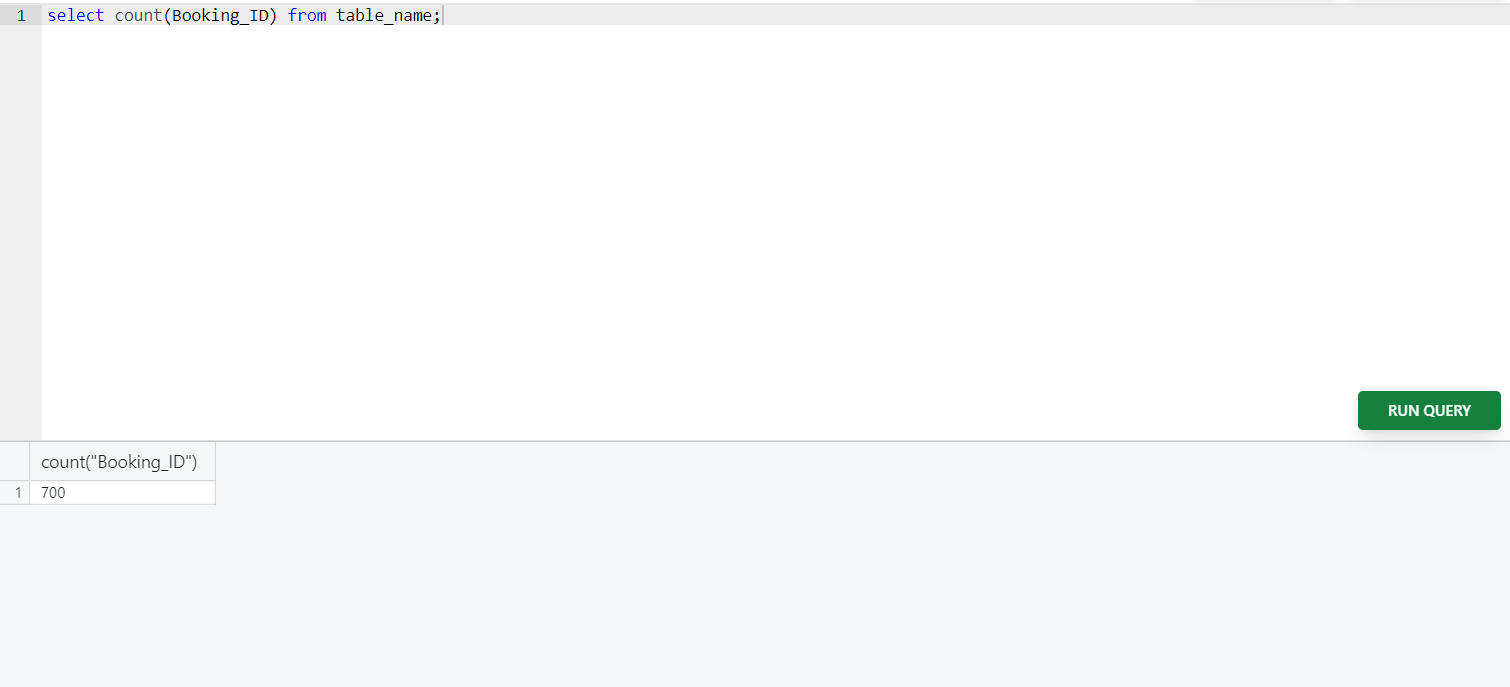 1 select count(Booking_ID) from table_name;
RUN QUERY
count("Booking_ID")
1 700